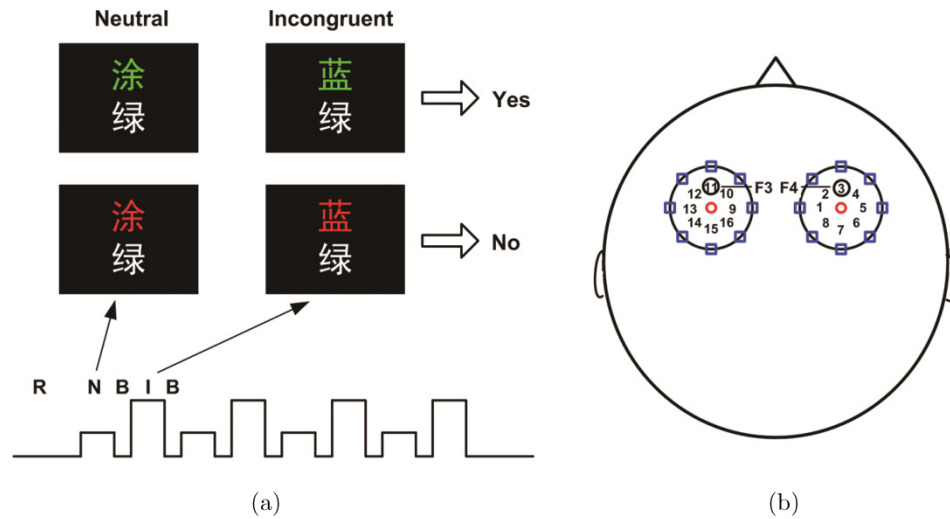 Neutral
Incongruent
涂
绿
蓝
绿
Yes
涂
绿
蓝
绿
No
R N B I B
(a)
F3 F4
12 11 10
13 9
14 15 16
2 3 4
1 5
8 7 6
(b)